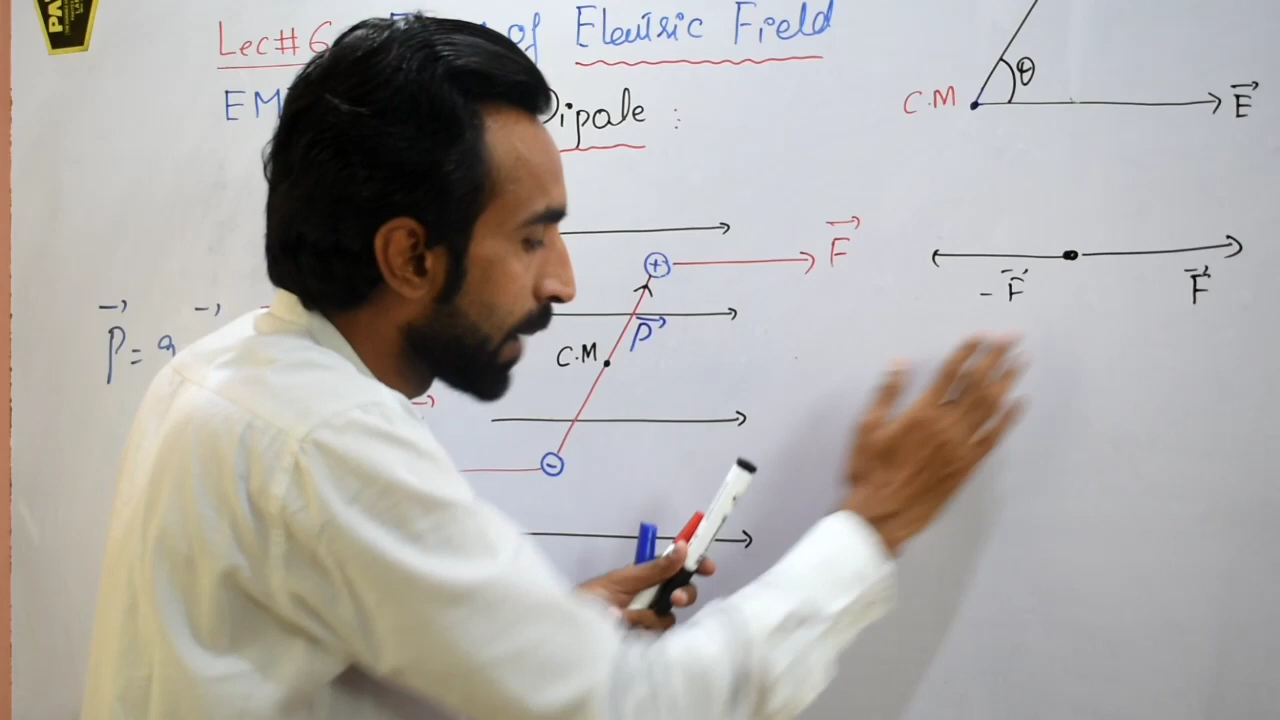 Lec#6 of Electric Field
EM Dipole :
θ
C.M E
F
+
P
C.M
-
-F F
P = q